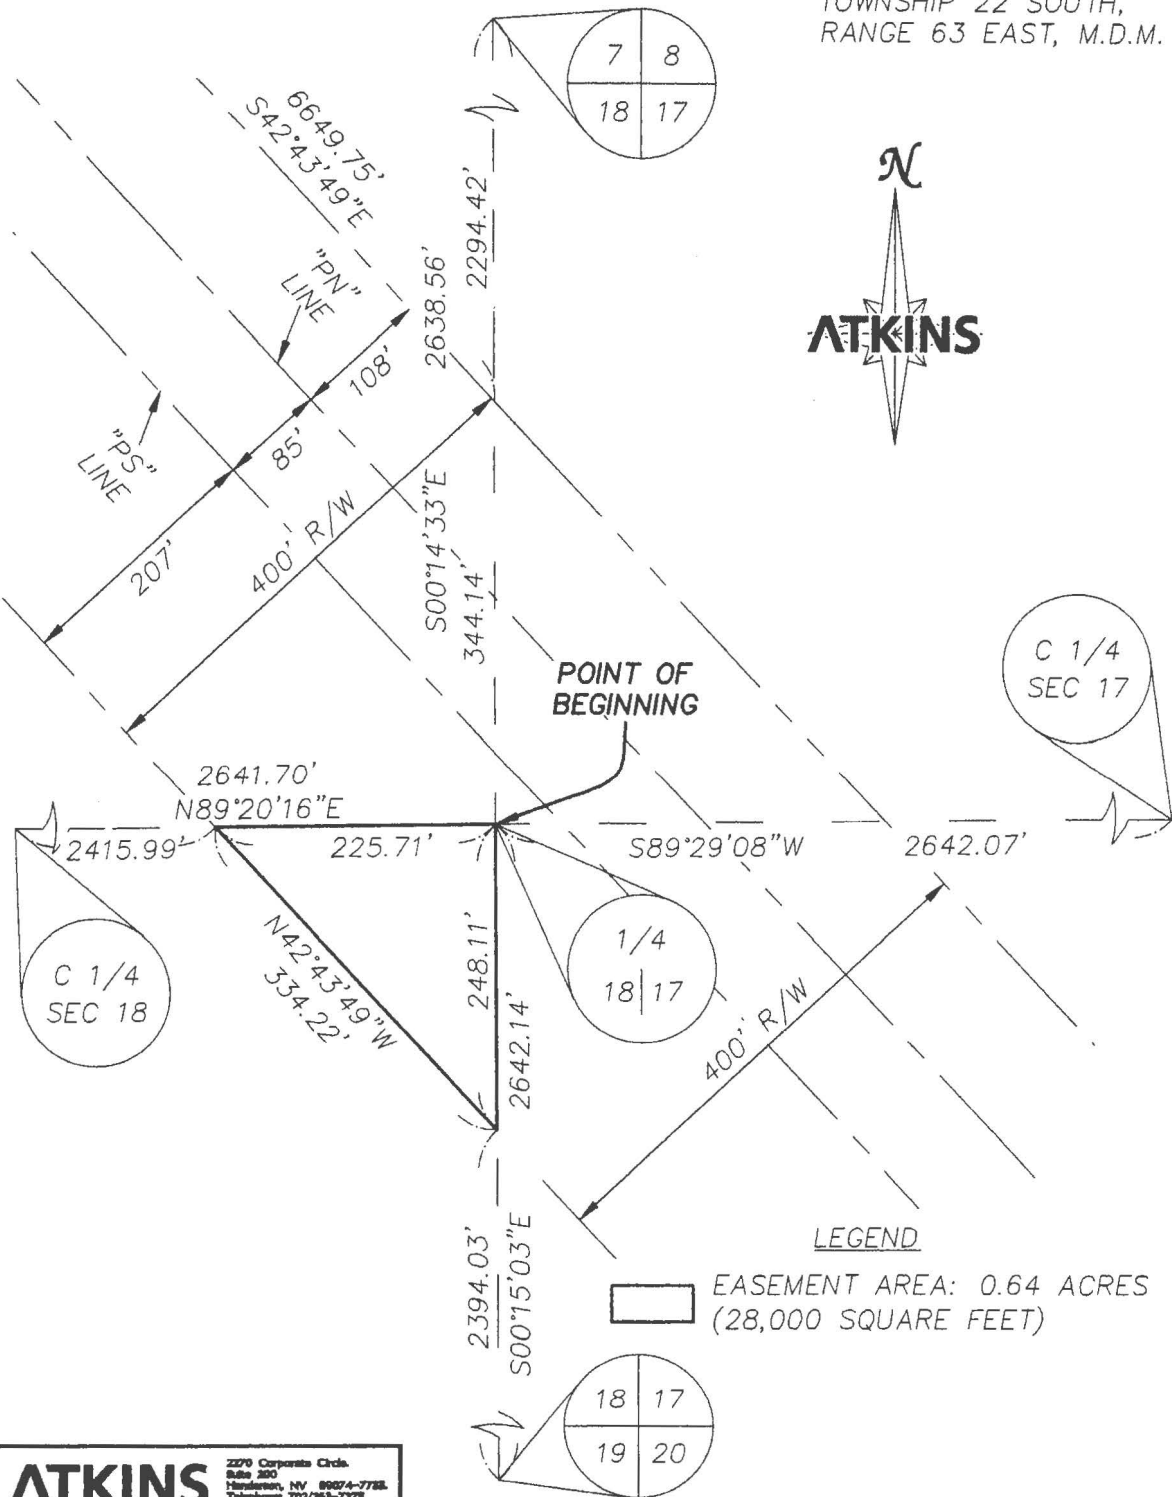 TOWNSHIP 22 SOUTH,
RANGE 63 EAST, M.D.M.
7 8
18 17
N
ATKINS
6649.75'
S42°43'49"E
"PN"
LINE
"PS"
LINE
2294.42'
2638.56'
108'
85'
207'
400' R/W
S00°14'33"E
344.14'
POINT OF
BEGINNING
C 1/4
SEC 17
2641.70'
N89°20'16"E
2415.99'
225.71'
S89°29'08"W
2642.07'
C 1/4
SEC 18
N42°43'49"W
334.22'
248.11'
2642.14'
1/4
18 17
400' R/W
2394.03'
S00°15'03"E
LEGEND
EASEMENT AREA: 0.64 ACRES
(28,000 SQUARE FEET)
18 17
19 20
ATKINS
2270 Corporate Circle.
Suite 200
Henderson, NV